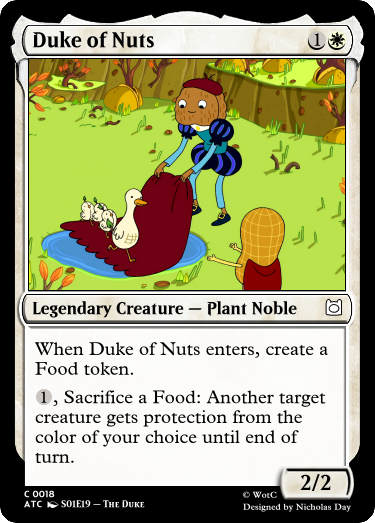 Duke of Nuts 1
Legendary Creature — Plant Noble
When Duke of Nuts enters, create a
Food token.
1, Sacrifice a Food: Another target
creature gets protection from the
color of your choice until end of
turn.
2/2
C 0018
ATC S01E19 — The Duke
© WotC
Designed by Nicholas Day